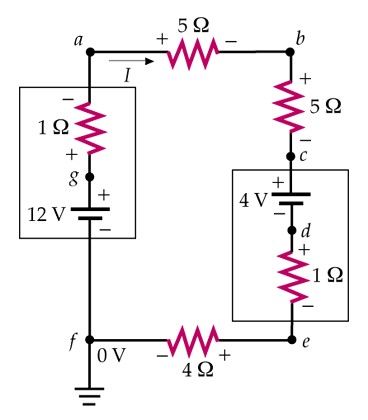 5 Ω
a + − b
I
− +
1 Ω 5 Ω
+ −
g c
+ +
12 V 4 V
− −
d
+
1 Ω
−
f e
0 V − +
4 Ω